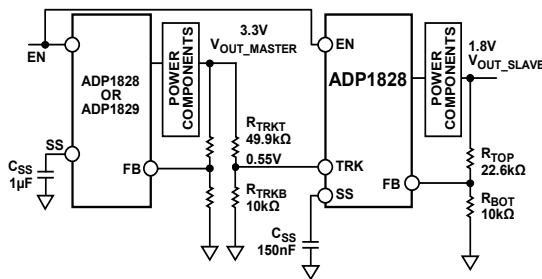 EN
ADP1828
OR
ADP1829
SS
CSS
1µF
FB
POWER
COMPONENTS
3.3V
VOUT_MASTER
RTRKT
49.9kΩ
0.55V
RTRKB
10kΩ
EN
ADP1828
TRK
SS
FB
CSS
150nF
POWER
COMPONENTS
1.8V
VOUT_SLAVE
RTOP
22.6kΩ
RBOT
10kΩ